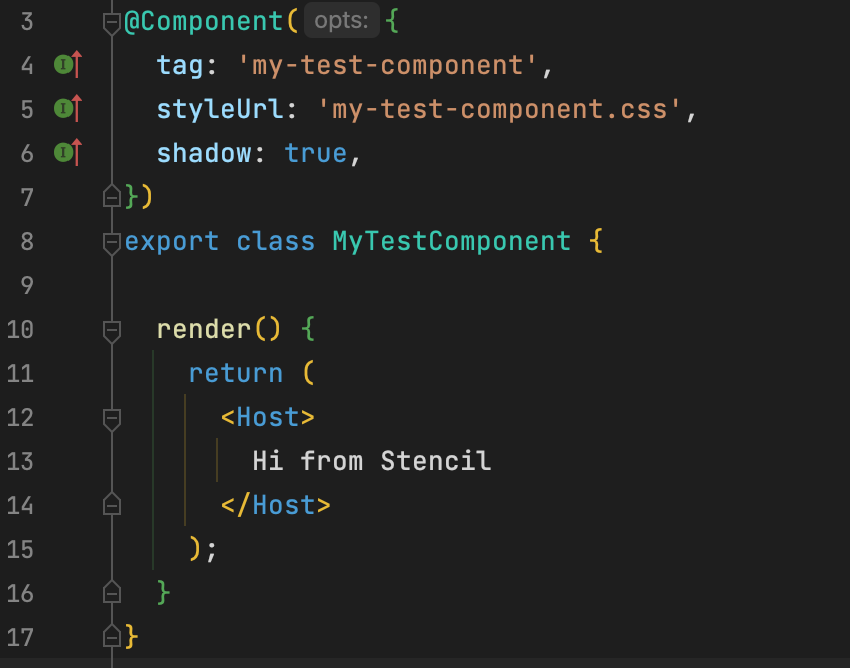 3 @Component( opts: {
4 tag: 'my-test-component',
5 styleUrl: 'my-test-component.css',
6 shadow: true,
7 })
8 export class MyTestComponent {
9
10 render() {
11 return (
12 <Host>
13 Hi from Stencil
14 </Host>
15 );
16 }
17 }